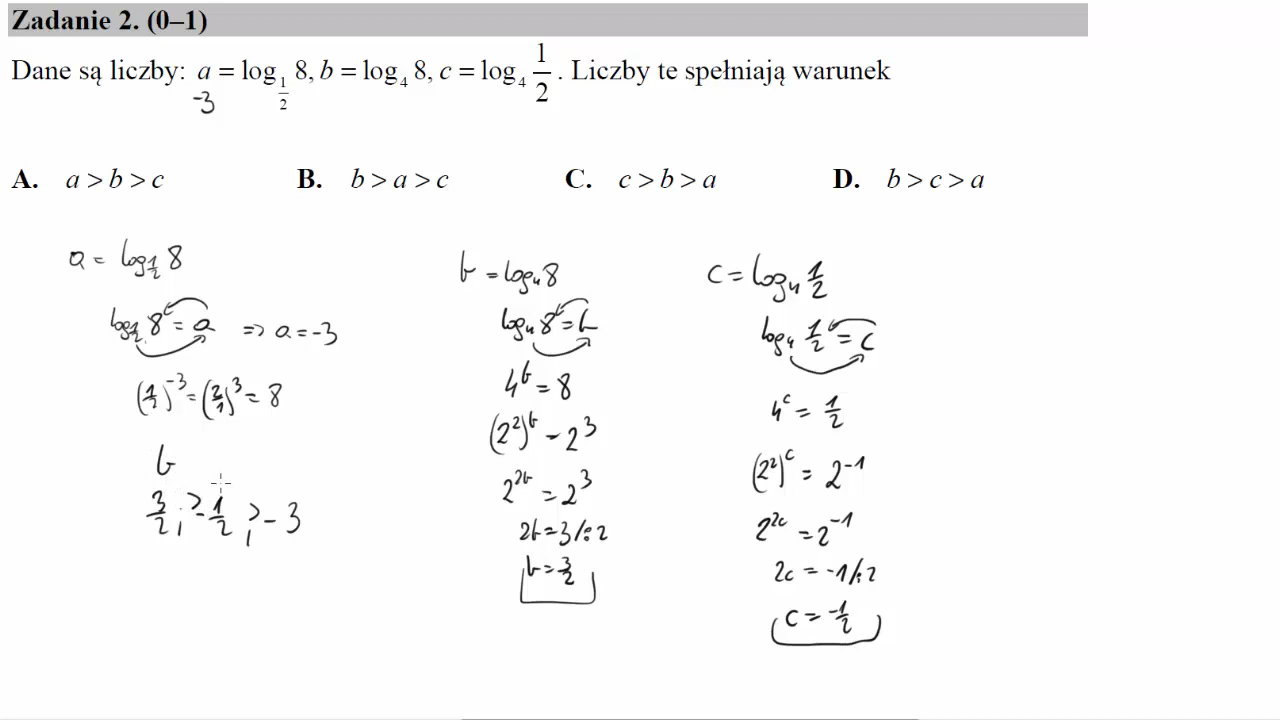 Zadanie 2. (0–1)
Dane są liczby: a = log_{1/2} 8, b = log_4 8, c = log_4 1/2 . Liczby te spełniają warunek
-3
A. a > b > c B. b > a > c C. c > b > a D. b > c > a
a = log_{1/2} 8
log_{1/2} 8 = a => a = -3
(1/2)^{-3} = (2/1)^3 = 8
b
3/2 ; > -1/2 ; > -3
b = log_4 8
log_4 8 = b
4^b = 8
(2^2)^b = 2^3
2^{2b} = 2^3
2b = 3 /:2
b = 3/2
c = log_4 1/2
log_4 1/2 = c
4^c = 1/2
(2^2)^c = 2^{-1}
2^{2c} = 2^{-1}
2c = -1 /:2
c = -1/2